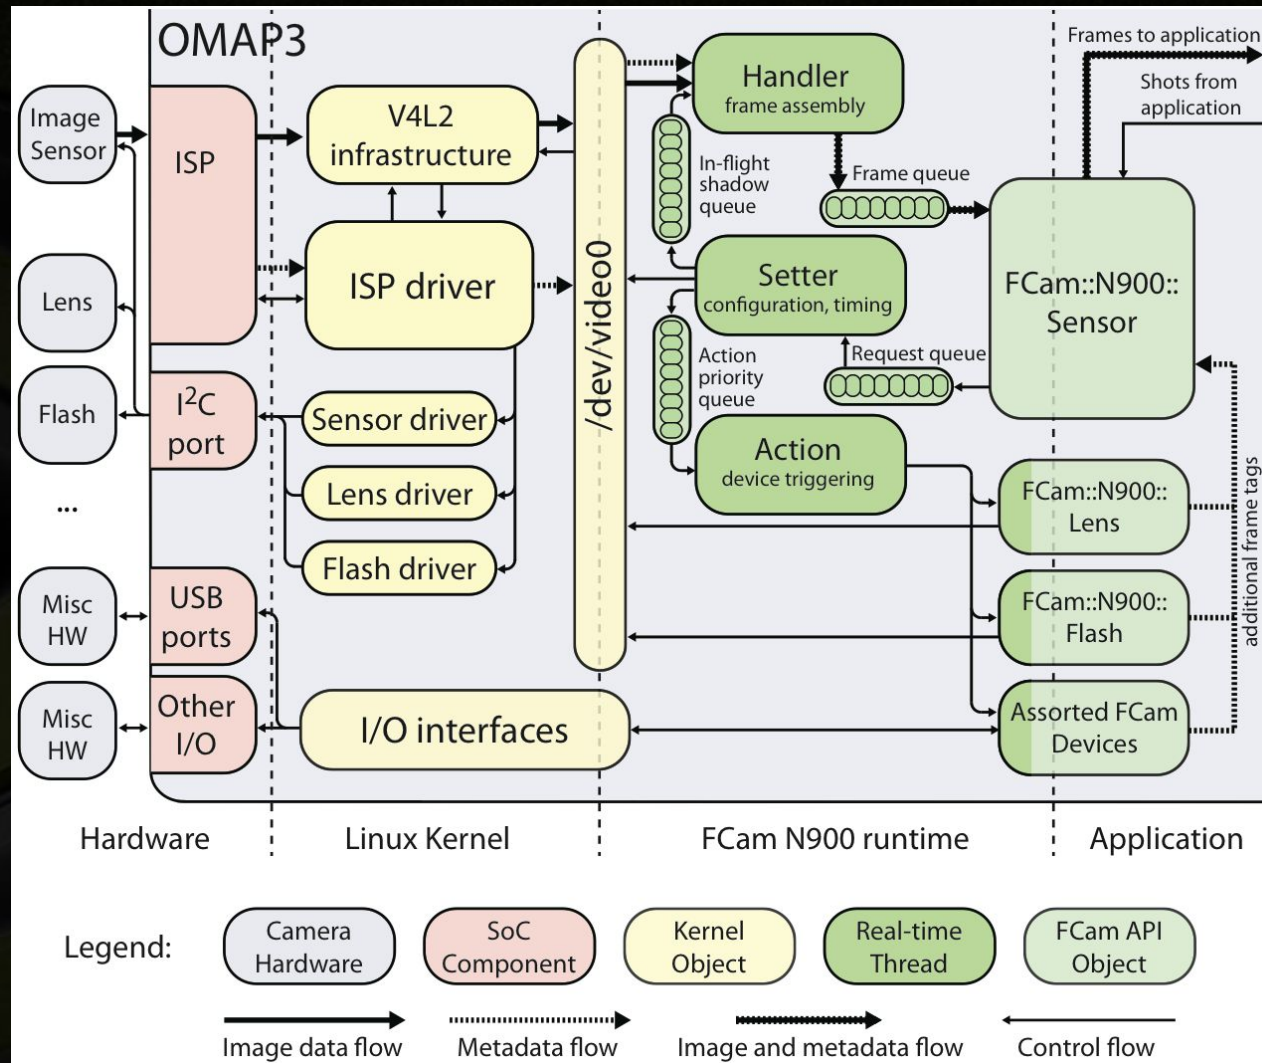 OMAP3
Frames to application
Shots from
application
Image
Sensor
ISP
V4L2
infrastructure
Handler
frame assembly
In-flight
shadow
queue
Frame queue
Lens
ISP driver
/dev/video0
Setter
configuration, timing
FCam::N900::
Sensor
Action
priority
queue
Request queue
Flash
I²C
port
Sensor driver
Lens driver
Flash driver
Action
device triggering
FCam::N900::
Lens
additional frame tags
...
Misc
HW
USB
ports
FCam::N900::
Flash
Misc
HW
Other
I/O
I/O interfaces
Assorted FCam
Devices
Hardware
Linux Kernel
FCam N900 runtime
Application
Legend:
Camera
Hardware
SoC
Component
Kernel
Object
Real-time
Thread
FCam API
Object
Image data flow
Metadata flow
Image and metadata flow
Control flow